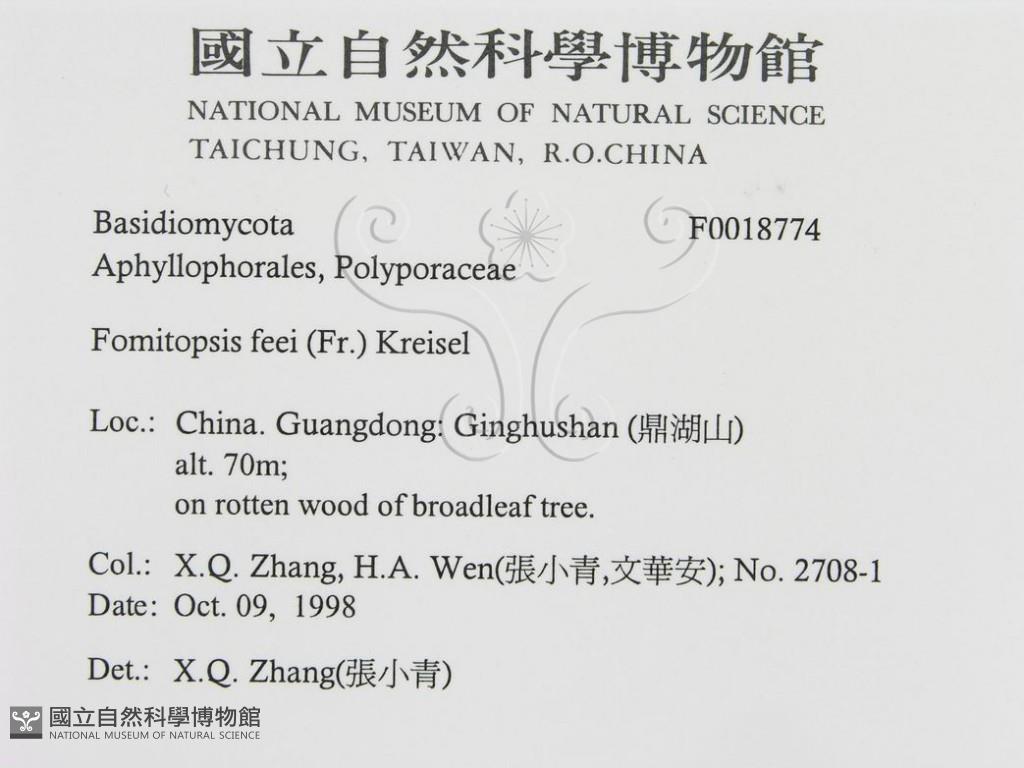 國立自然科學博物館
NATIONAL MUSEUM OF NATURAL SCIENCE
TAICHUNG, TAIWAN, R.O.CHINA
Basidiomycota F0018774
Aphyllophorales, Polyporaceae
Fomitopsis feei (Fr.) Kreisel
Loc.: China. Guangdong: Ginghushan (鼎湖山)
alt. 70m;
on rotten wood of broadleaf tree.
Col.: X.Q. Zhang, H.A. Wen(張小青,文華安); No. 2708-1
Date: Oct. 09, 1998
Det.: X.Q. Zhang(張小青)
國立自然科學博物館
NATIONAL MUSEUM OF NATURAL SCIENCE